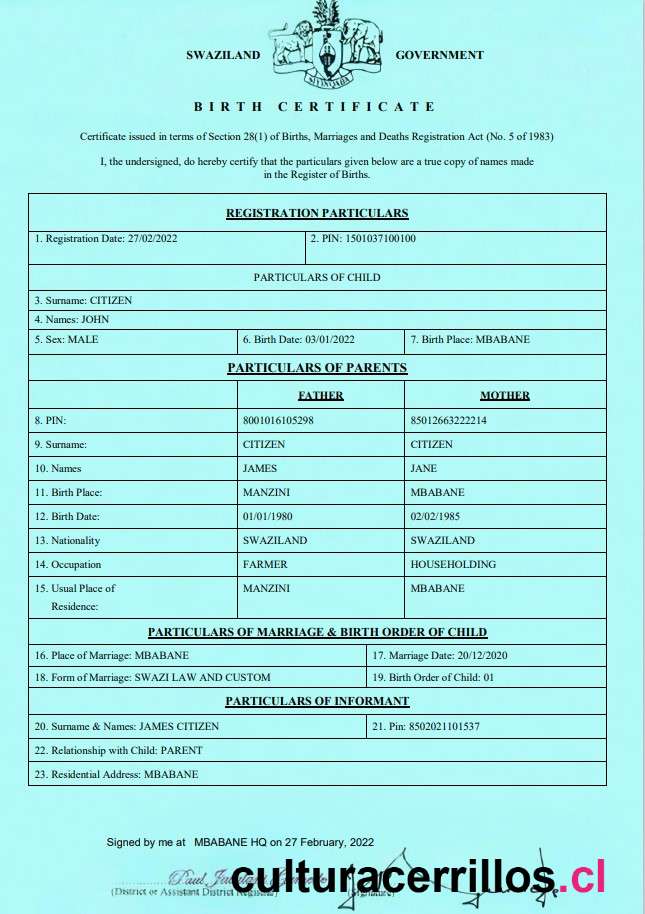 SWAZILAND GOVERNMENT
SIYINQABA
BIRTH CERTIFICATE
Certificate issued in terms of Section 28(1) of Births, Marriages and Deaths Registration Act (No. 5 of 1983)
I, the undersigned, do hereby certify that the particulars given below are a true copy of names made
in the Register of Births.
REGISTRATION PARTICULARS
1. Registration Date: 27/02/2022 2. PIN: 1501037100100
PARTICULARS OF CHILD
3. Surname: CITIZEN
4. Names: JOHN
5. Sex: MALE 6. Birth Date: 03/01/2022 7. Birth Place: MBABANE
PARTICULARS OF PARENTS
FATHER MOTHER
8. PIN: 8001016105298 85012663222214
9. Surname: CITIZEN CITIZEN
10. Names JAMES JANE
11. Birth Place: MANZINI MBABANE
12. Birth Date: 01/01/1980 02/02/1985
13. Nationality SWAZILAND SWAZILAND
14. Occupation FARMER HOUSEHOLDING
15. Usual Place of MANZINI MBABANE
Residence:
PARTICULARS OF MARRIAGE & BIRTH ORDER OF CHILD
16. Place of Marriage: MBABANE 17. Marriage Date: 20/12/2020
18. Form of Marriage: SWAZI LAW AND CUSTOM 19. Birth Order of Child: 01
PARTICULARS OF INFORMANT
20. Surname & Names: JAMES CITIZEN 21. Pin: 8502021101537
22. Relationship with Child: PARENT
23. Residential Address: MBABANE
Signed by me at MBABANE HQ on 27 February, 2022
Paul
(District or Assistant District Registrar) (Signature)
culturacerrillos.cl